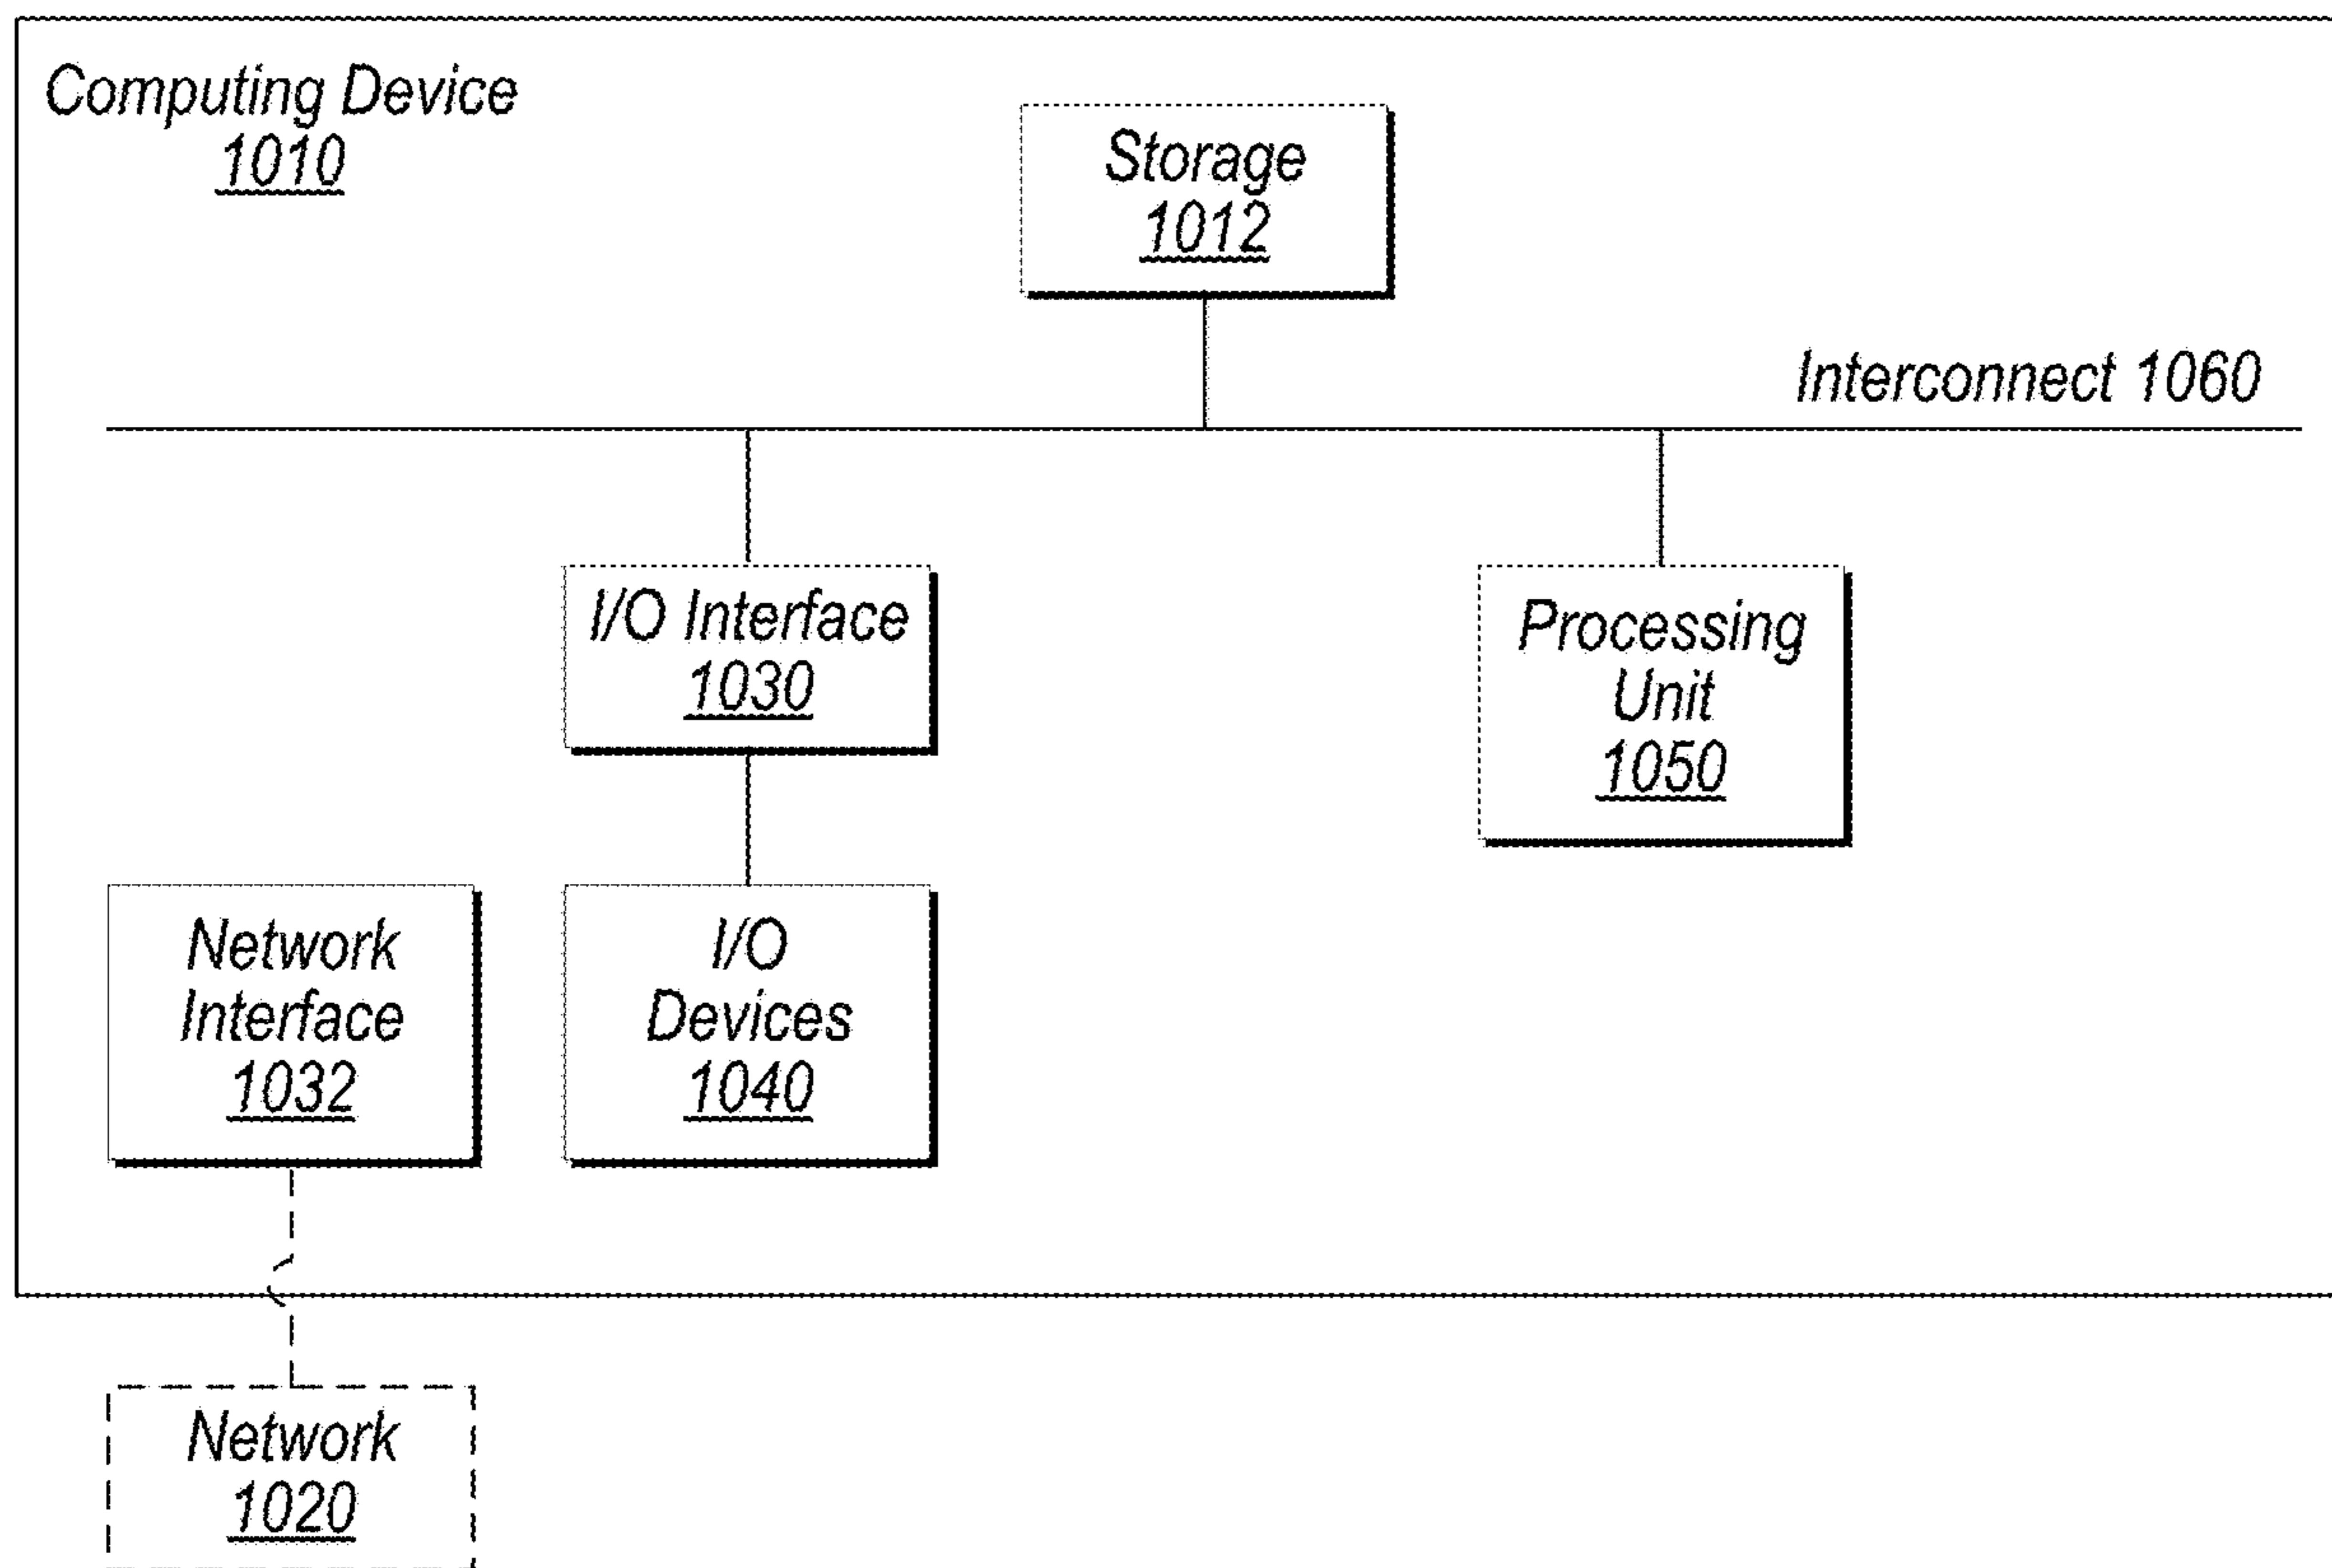 Computing Device
1010
Storage
1012
Interconnect 1060
I/O Interface
1030
Processing
Unit
1050
Network
Interface
1032
I/O
Devices
1040
Network
1020